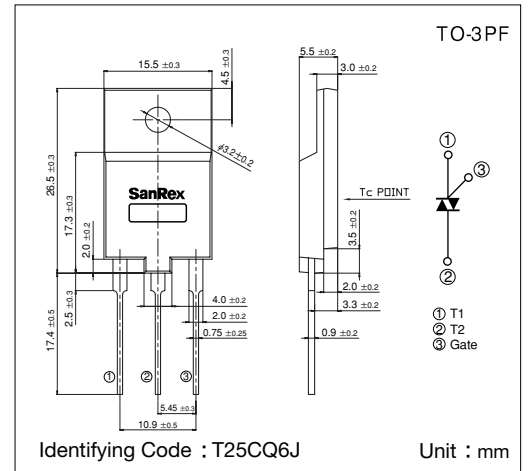 TO-3PF
15.5 ±0.3
4.5 ±0.3
5.5 ±0.2
3.0 ±0.2
φ3.2±0.2
26.5 ±0.3
17.3 ±0.3
2.0 ±0.2
SanRex
Tc POINT
3.5 ±0.2
17.4 ±0.5
2.5 ±0.3
4.0 ±0.2
2.0 ±0.2
0.75 ±0.25
2.0 ±0.2
3.3 ±0.2
0.9 ±0.2
① ② ③
5.45 ±0.3
10.9 ±0.5
①
③
②
① T1
② T2
③ Gate
Identifying Code：T25CQ6J
Unit：mm